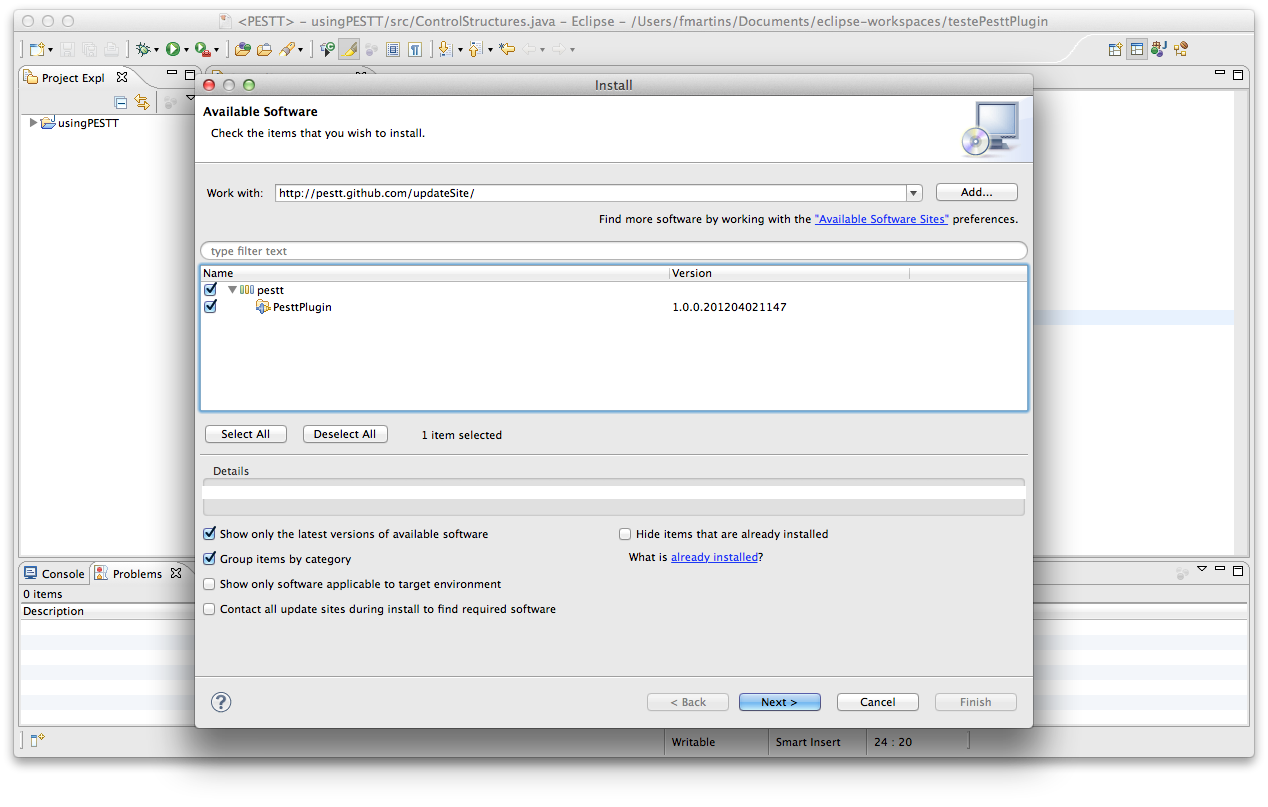 <PESTT> – usingPESTT/src/ControlStructures.java – Eclipse – /Users/fmartins/Documents/eclipse-workspaces/testePesttPlugin
Project Expl
usingPESTT
Install
Available Software
Check the items that you wish to install.
Work with: http://pestt.github.com/updateSite/ Add...
Find more software by working with the "Available Software Sites" preferences.
type filter text
Name Version
pestt
PesttPlugin 1.0.0.201204021147
Select All Deselect All 1 item selected
Details
Show only the latest versions of available software Hide items that are already installed
Group items by category What is already installed?
Show only software applicable to target environment
Contact all update sites during install to find required software
Console Problems
0 items
Description
? < Back Next > Cancel Finish
Writable Smart Insert 24 : 20